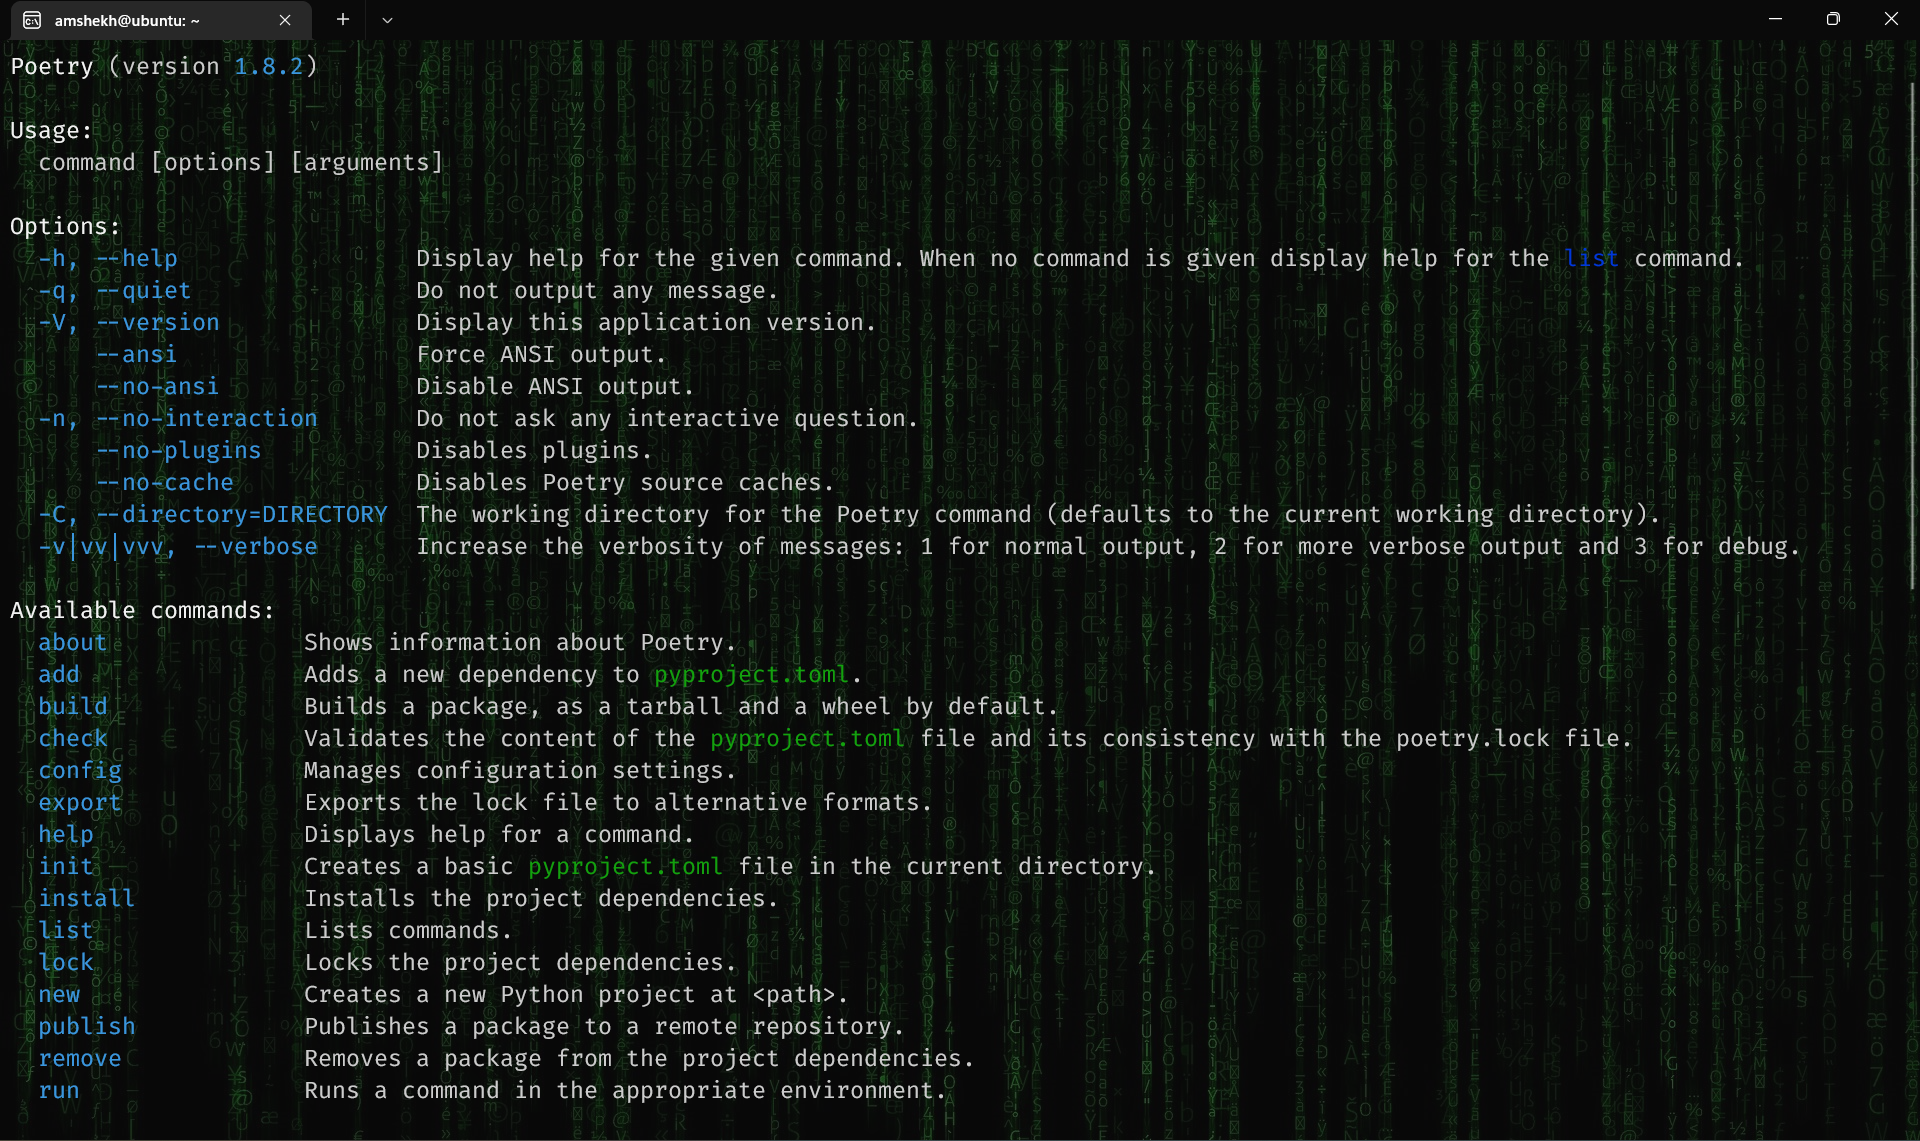 amshekh@ubuntu: ~
Poetry (version 1.8.2)
Usage:
command [options] [arguments]
Options:
-h, --help Display help for the given command. When no command is given display help for the list command.
-q, --quiet Do not output any message.
-V, --version Display this application version.
--ansi Force ANSI output.
--no-ansi Disable ANSI output.
-n, --no-interaction Do not ask any interactive question.
--no-plugins Disables plugins.
--no-cache Disables Poetry source caches.
-C, --directory=DIRECTORY The working directory for the Poetry command (defaults to the current working directory).
-v|vv|vvv, --verbose Increase the verbosity of messages: 1 for normal output, 2 for more verbose output and 3 for debug.
Available commands:
about Shows information about Poetry.
add Adds a new dependency to pyproject.toml.
build Builds a package, as a tarball and a wheel by default.
check Validates the content of the pyproject.toml file and its consistency with the poetry.lock file.
config Manages configuration settings.
export Exports the lock file to alternative formats.
help Displays help for a command.
init Creates a basic pyproject.toml file in the current directory.
install Installs the project dependencies.
list Lists commands.
lock Locks the project dependencies.
new Creates a new Python project at <path>.
publish Publishes a package to a remote repository.
remove Removes a package from the project dependencies.
run Runs a command in the appropriate environment.